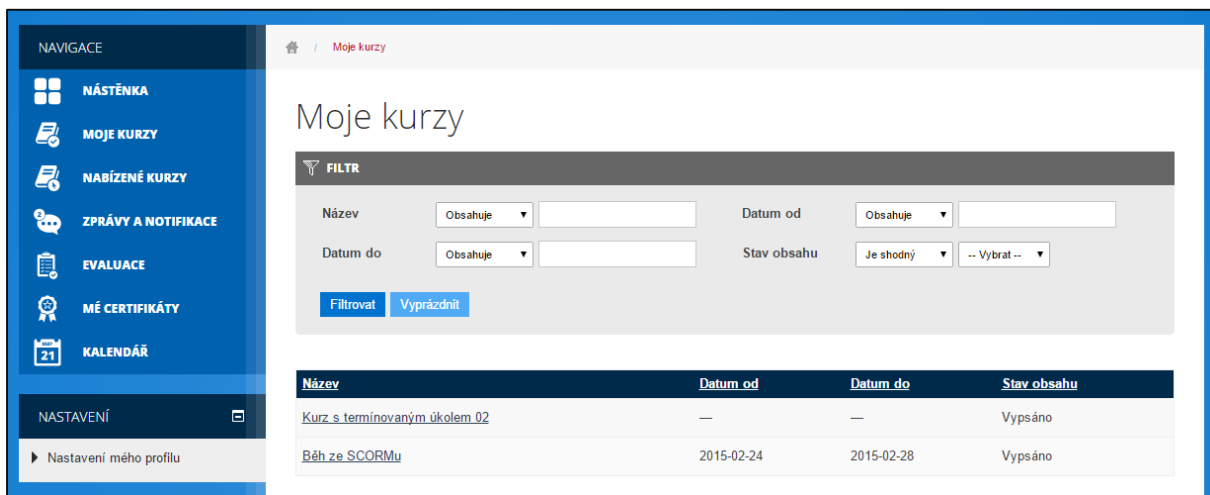 NAVIGACE
NÁSTĚNKA
MOJE KURZY
NABÍZENÉ KURZY
2
ZPRÁVY A NOTIFIKACE
EVALUACE
MÉ CERTIFIKÁTY
21
KALENDÁŘ
NASTAVENÍ
Nastavení mého profilu
/ Moje kurzy
Moje kurzy
FILTR
Název Obsahuje Datum od Obsahuje
Datum do Obsahuje Stav obsahu Je shodný -- Vybrat --
Filtrovat Vyprázdnit
Název Datum od Datum do Stav obsahu
Kurz s termínovaným úkolem 02 — — Vypsáno
Běh ze SCORMu 2015-02-24 2015-02-28 Vypsáno